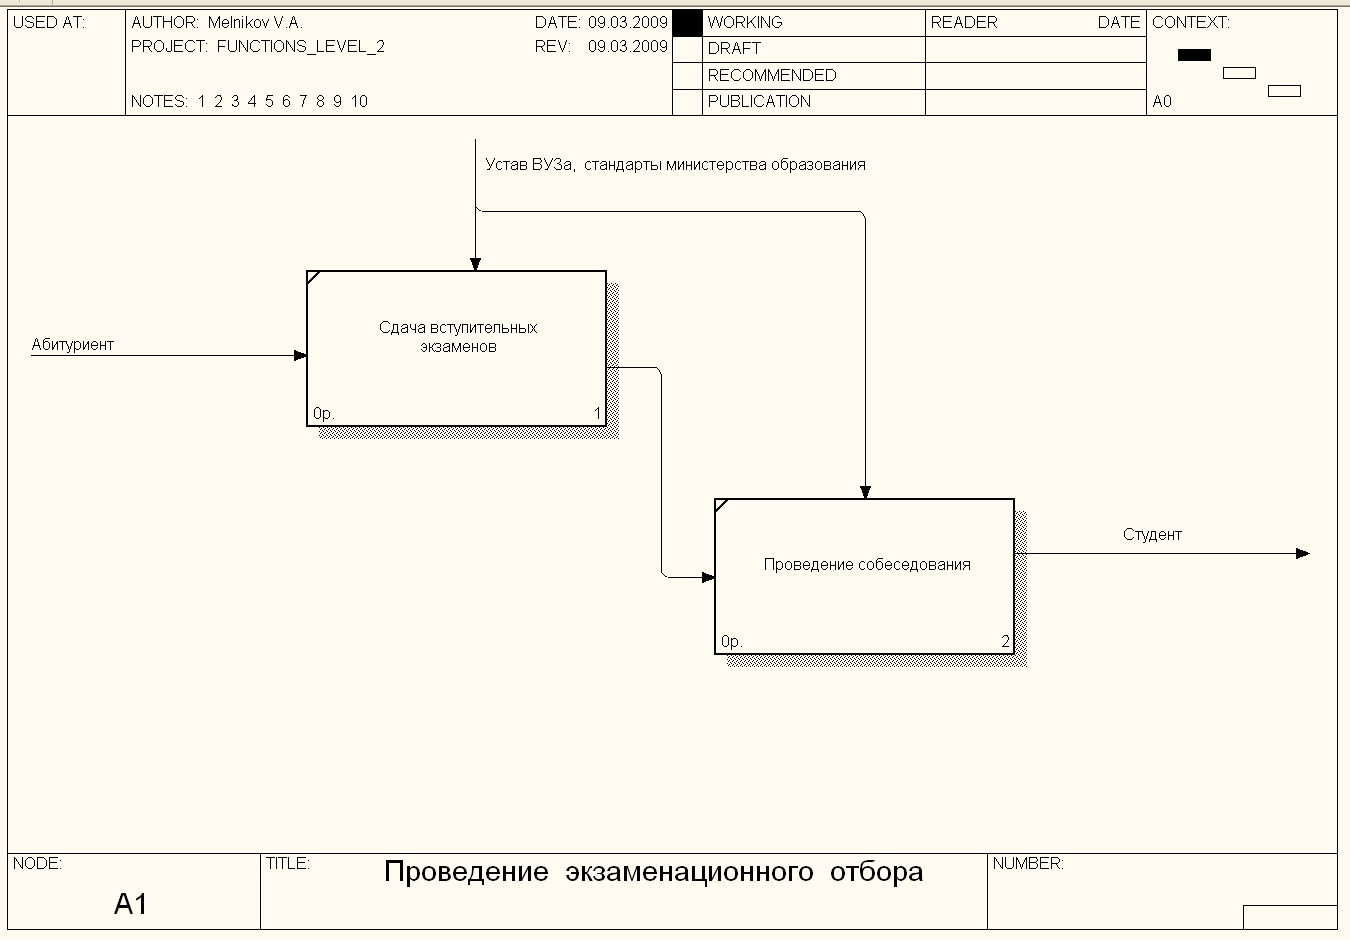 USED AT:
AUTHOR: Melnikov V.A.
DATE: 09.03.2009
PROJECT: FUNCTIONS_LEVEL_2
REV: 09.03.2009
NOTES: 1 2 3 4 5 6 7 8 9 10
WORKING
DRAFT
RECOMMENDED
PUBLICATION
READER DATE
CONTEXT:
A0
Устав ВУЗа, стандарты министерства образования
Абитуриент
Сдача вступительных
экзаменов
0р. 1
Студент
Проведение собеседования
0р. 2
NODE:
A1
TITLE:
Проведение экзаменационного отбора
NUMBER: